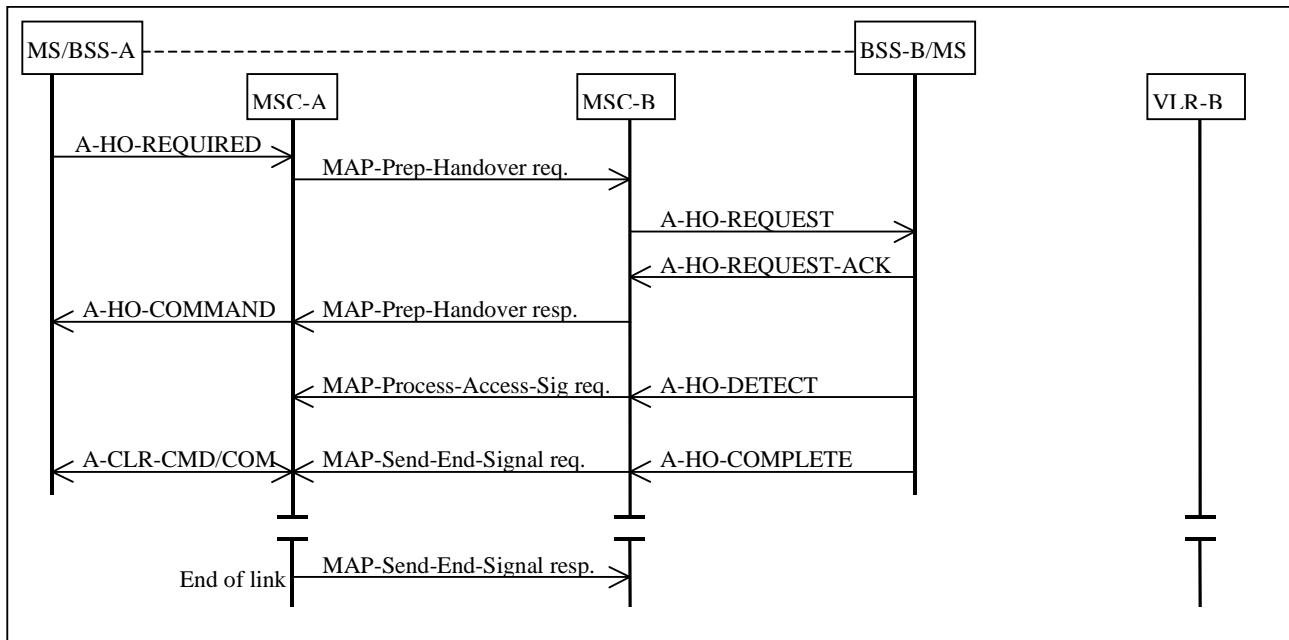 MS/BSS-A
BSS-B/MS
MSC-A
MSC-B
VLR-B
A-HO-REQUIRED
MAP-Prep-Handover req.
A-HO-REQUEST
A-HO-REQUEST-ACK
A-HO-COMMAND
MAP-Prep-Handover resp.
MAP-Process-Access-Sig req.
A-HO-DETECT
A-CLR-CMD/COM
MAP-Send-End-Signal req.
A-HO-COMPLETE
End of link
MAP-Send-End-Signal resp.